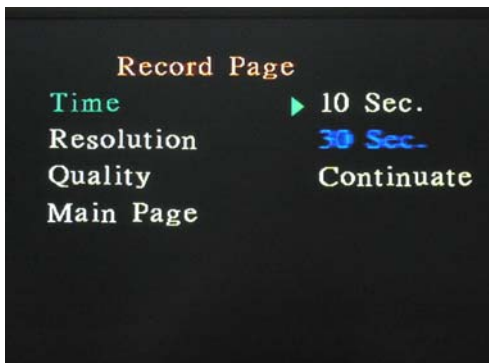 Record Page
Time ▶ 10 Sec.
Resolution 30 Sec.
Quality Continuate
Main Page